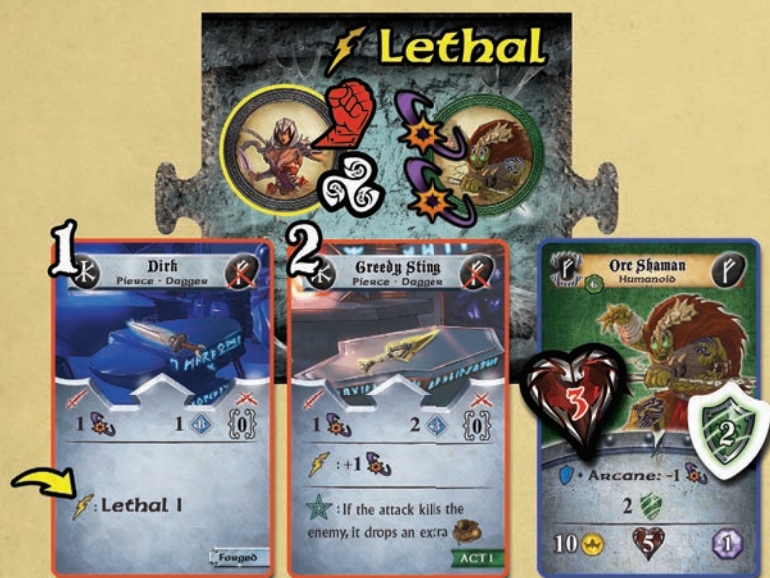 Lethal
1
Dirk
Pierce - Dagger
1 1 8 {0}
: Lethal 1
Forged
2
Greedy Sting
Pierce - Dagger
1 2 3 {0}
: +1
: If the attack kills the
enemy, it drops an extra
ACT I
6
Orc Shaman
Humanoid
3
2
+ Arcane: -1
2
10 5 1